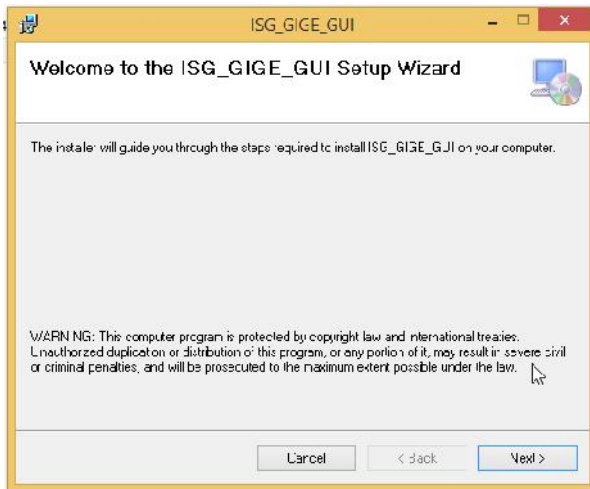 ISG_GIGE_GUI
Welcome to the ISG_GIGE_GUI Setup Wizard
The installer will guide you through the steps required to install ISG_GIGE_GUI on your computer.
WARNING: This computer program is protected by copyright law and international treaties.
Unauthorized duplication or distribution of this program, or any portion of it, may result in severe civil
or criminal penalties, and will be prosecuted to the maximum extent possible under the law.
Cancel
< Back
Next >